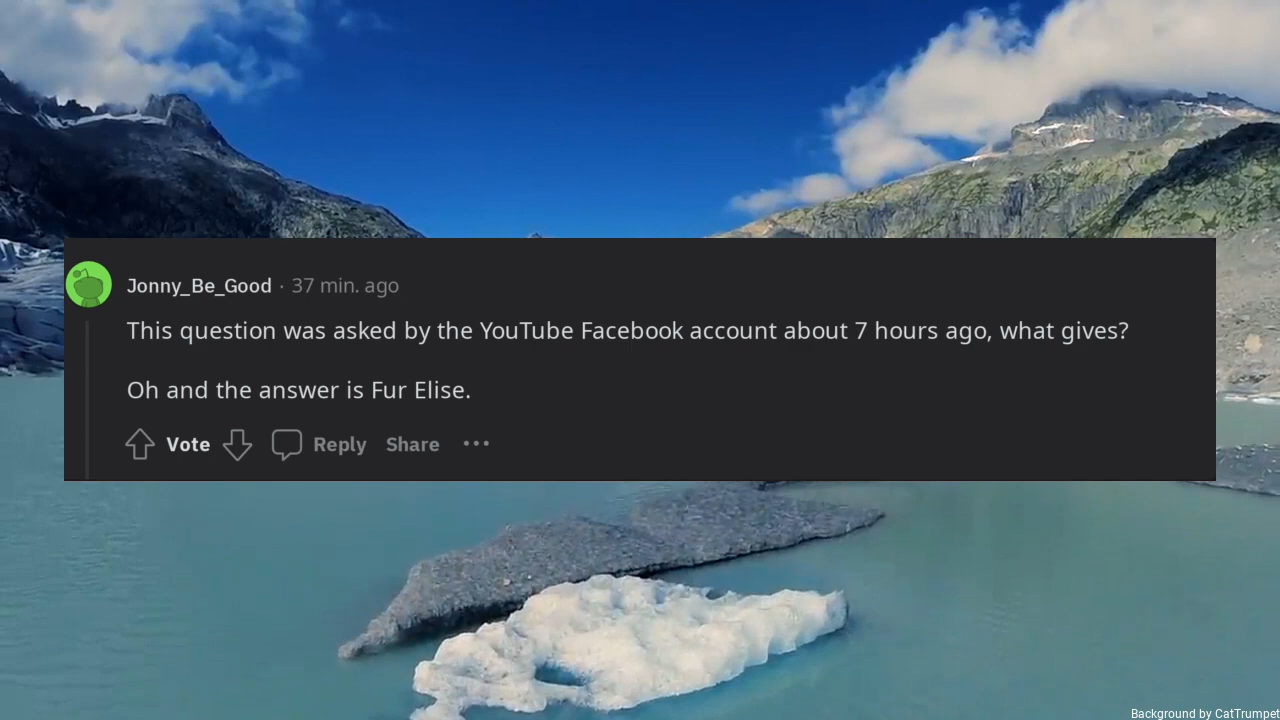 Jonny_Be_Good · 37 min. ago
This question was asked by the YouTube Facebook account about 7 hours ago, what gives?
Oh and the answer is Fur Elise.
Vote Reply Share
Background by CatTrumpet